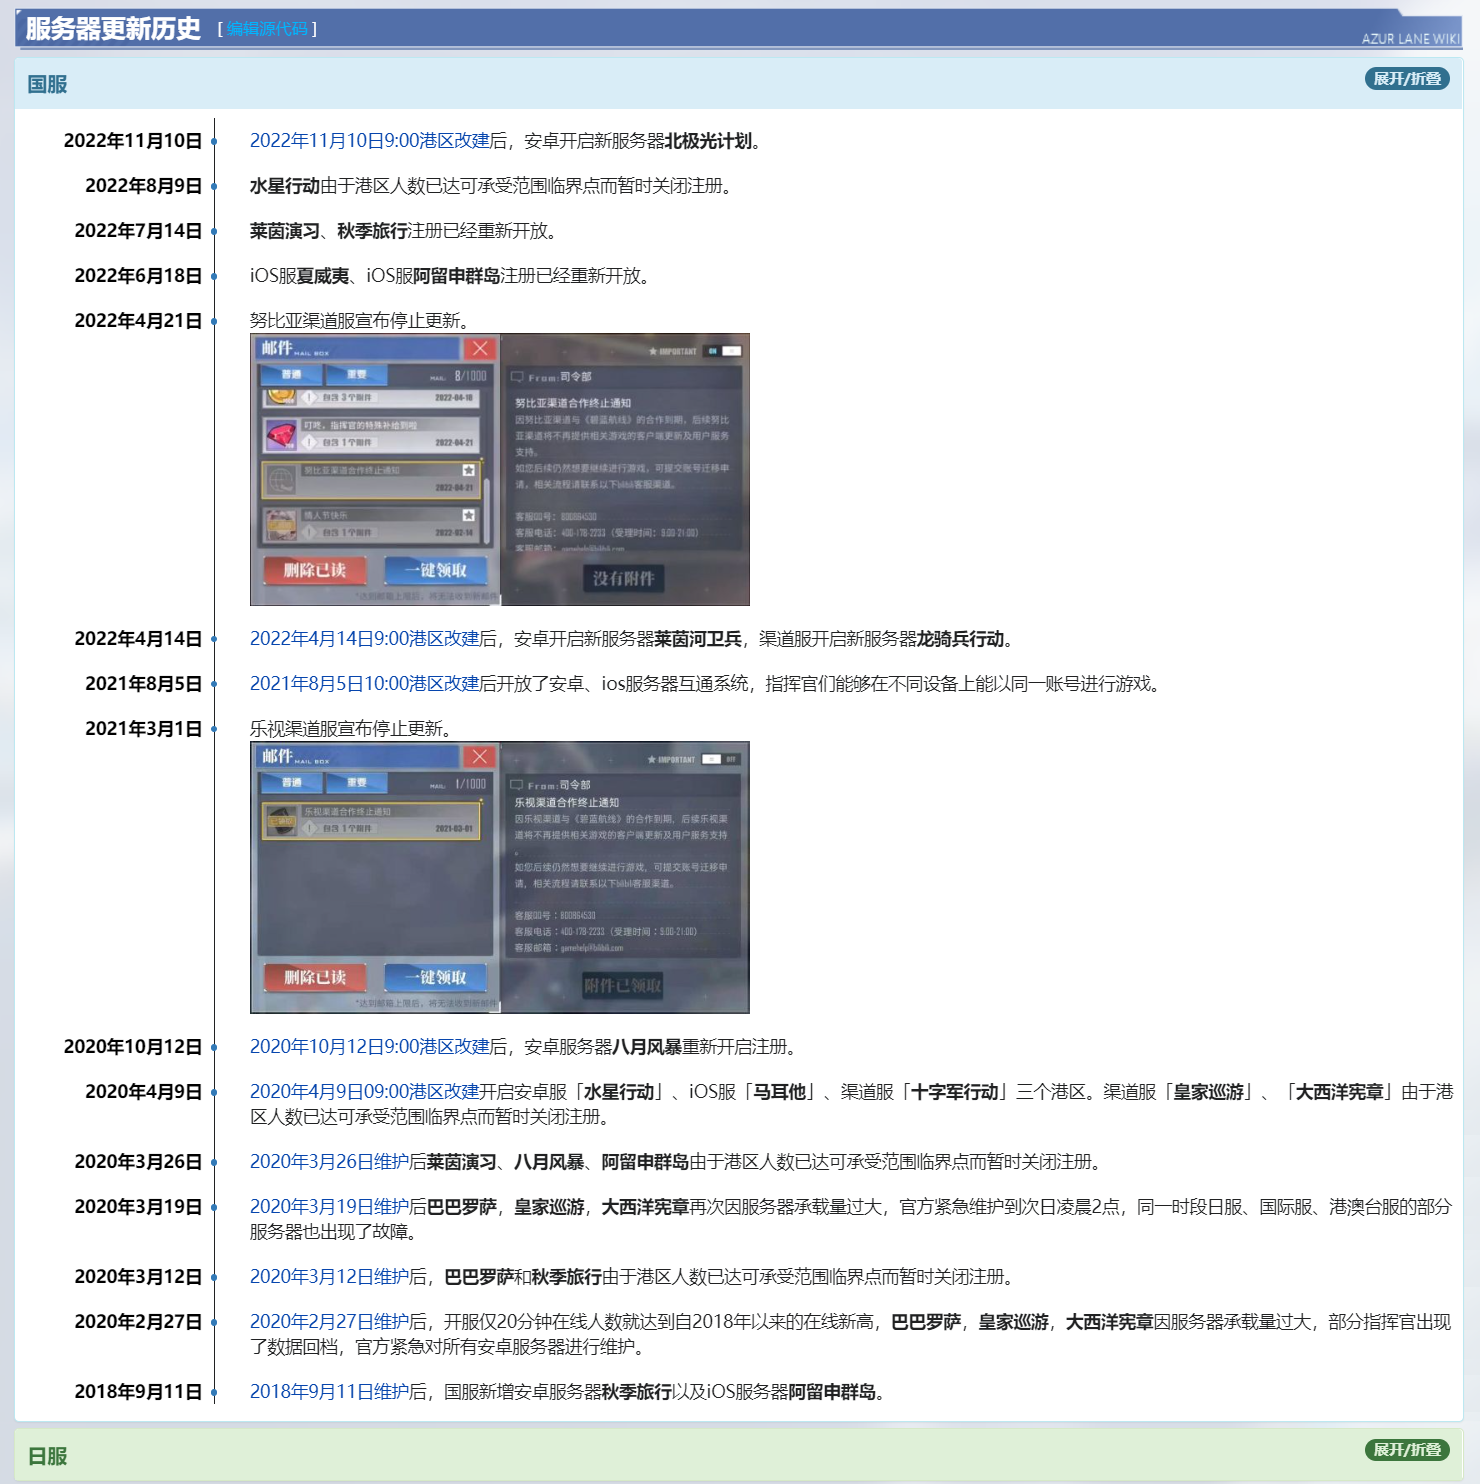 服务器更新历史 [ 编辑源代码 ]
AZUR LANE WIKI
国服 展开/折叠
2022年11月10日 2022年11月10日9:00港区改建后，安卓开启新服务器北极光计划。
2022年8月9日 水星行动由于港区人数已达可承受范围临界点而暂时关闭注册。
2022年7月14日 莱茵演习、秋季旅行注册已经重新开放。
2022年6月18日 iOS服夏威夷、iOS服阿留申群岛注册已经重新开放。
2022年4月21日 努比亚渠道服宣布停止更新。
邮件 MAIL BOX
★ IMPORTANT ON
普通 重要 MAIL: 8/1000
From:司令部
包含 3个附件 2022-04-18
叮咚，指挥官的特殊补给到啦
包含 1个附件 2022-04-21
努比亚渠道合作终止通知
2022-04-21
情人节快乐
包含 1个附件 2022-02-14
删除已读 一键领取
*达到邮箱上限后，将无法收到新邮件
努比亚渠道合作终止通知
因努比亚渠道与《碧蓝航线》的合作到期，后续努比
亚渠道将不再提供相关游戏的客户端更新及用户服务
支持。
如您后续仍然想要继续进行游戏，可提交账号迁移申
请，相关流程请联系以下bilibili客服渠道。
客服QQ号：800864530
客服电话：400-178-2233（受理时间：9:00-21:00）
客服邮箱：gamehelp@bilibili.com
没有附件
2022年4月14日 2022年4月14日9:00港区改建后，安卓开启新服务器莱茵河卫兵，渠道服开启新服务器龙骑兵行动。
2021年8月5日 2021年8月5日10:00港区改建后开放了安卓、ios服务器互通系统，指挥官们能够在不同设备上能以同一账号进行游戏。
2021年3月1日 乐视渠道服宣布停止更新。
邮件 MAIL BOX
★ IMPORTANT OFF
普通 重要 MAIL: 1/1000
From:司令部
乐视渠道合作终止通知
已领取 包含 1个附件 2021-03-01
删除已读 一键领取
*达到邮箱上限后，将无法收到新邮件
乐视渠道合作终止通知
因乐视渠道与《碧蓝航线》的合作到期，后续乐视渠
道将不再提供相关游戏的客户端更新及用户服务支持
。
如您后续仍然想要继续进行游戏，可提交账号迁移申
请，相关流程请联系以下bilibili客服渠道。
客服QQ号：800864530
客服电话：400-178-2233（受理时间：9:00-21:00）
客服邮箱：gamehelp@bilibili.com
附件已领取
2020年10月12日 2020年10月12日9:00港区改建后，安卓服务器八月风暴重新开启注册。
2020年4月9日 2020年4月9日09:00港区改建开启安卓服「水星行动」、iOS服「马耳他」、渠道服「十字军行动」三个港区。渠道服「皇家巡游」、「大西洋宪章」由于港
区人数已达可承受范围临界点而暂时关闭注册。
2020年3月26日 2020年3月26日维护后莱茵演习、八月风暴、阿留申群岛由于港区人数已达可承受范围临界点而暂时关闭注册。
2020年3月19日 2020年3月19日维护后巴巴罗萨，皇家巡游，大西洋宪章再次因服务器承载量过大，官方紧急维护到次日凌晨2点，同一时段日服、国际服、港澳台服的部分
服务器也出现了故障。
2020年3月12日 2020年3月12日维护后，巴巴罗萨和秋季旅行由于港区人数已达可承受范围临界点而暂时关闭注册。
2020年2月27日 2020年2月27日维护后，开服仅20分钟在线人数就达到自2018年以来的在线新高，巴巴罗萨，皇家巡游，大西洋宪章因服务器承载量过大，部分指挥官出现
了数据回档，官方紧急对所有安卓服务器进行维护。
2018年9月11日 2018年9月11日维护后，国服新增安卓服务器秋季旅行以及iOS服务器阿留申群岛。
日服 展开/折叠